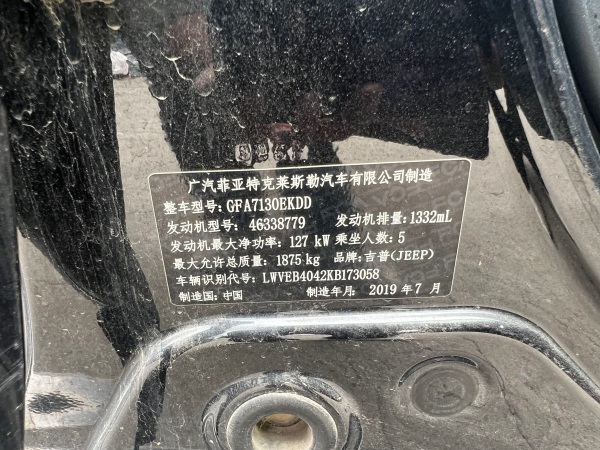 广汽菲亚特克莱斯勒汽车有限公司制造
整车型号: GFA7130EKDD
发动机型号: 46338779 发动机排量: 1332mL
发动机最大净功率: 127 kW 乘坐人数: 5
最大允许总质量: 1875 kg 品牌: 吉普(JEEP)
车辆识别代号: LWVEB4042KB173058
制造国: 中国 制造年月: 2019 年 7 月